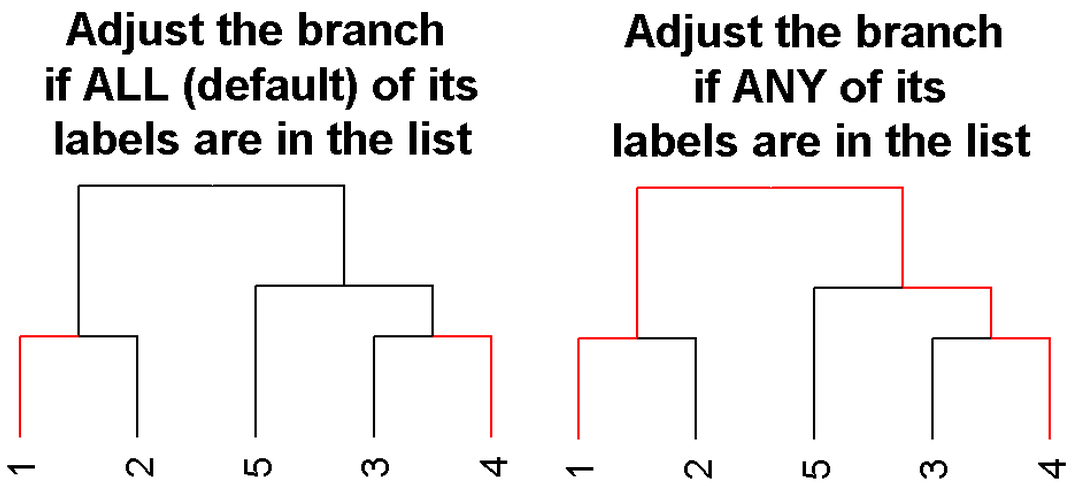 Adjust the branch
if ALL (default) of its
labels are in the list
1 2 5 3 4
Adjust the branch
if ANY of its
labels are in the list
1 2 5 3 4